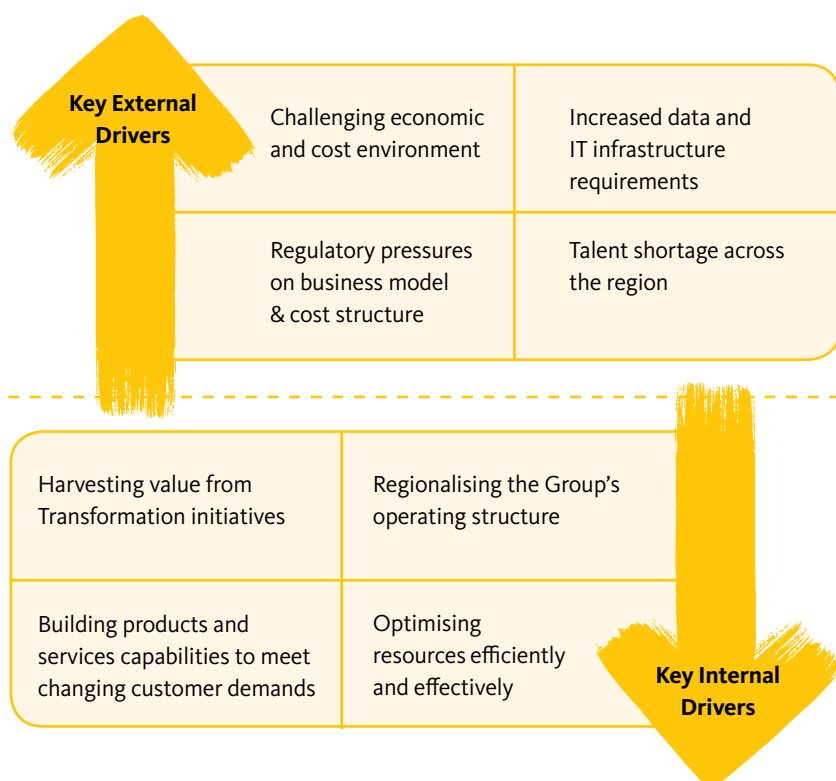 Key External
Drivers
Challenging economic
and cost environment
Increased data and
IT infrastructure
requirements
Regulatory pressures
on business model
& cost structure
Talent shortage across
the region
Harvesting value from
Transformation initiatives
Regionalising the Group’s
operating structure
Building products and
services capabilities to meet
changing customer demands
Optimising
resources efficiently
and effectively
Key Internal
Drivers